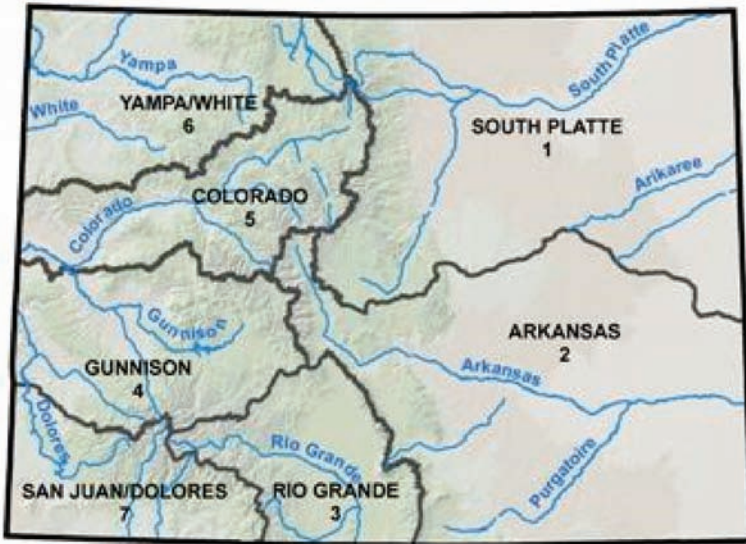 Yampa
South Platte
White
YAMPA/WHITE
6
SOUTH PLATTE
1
Arikaree
COLORADO
5
Colorado
Gunnison
ARKANSAS
2
GUNNISON
4
Arkansas
Dolores
Rio Grande
Purgatoire
SAN JUAN/DOLORES
7
RIO GRANDE
3